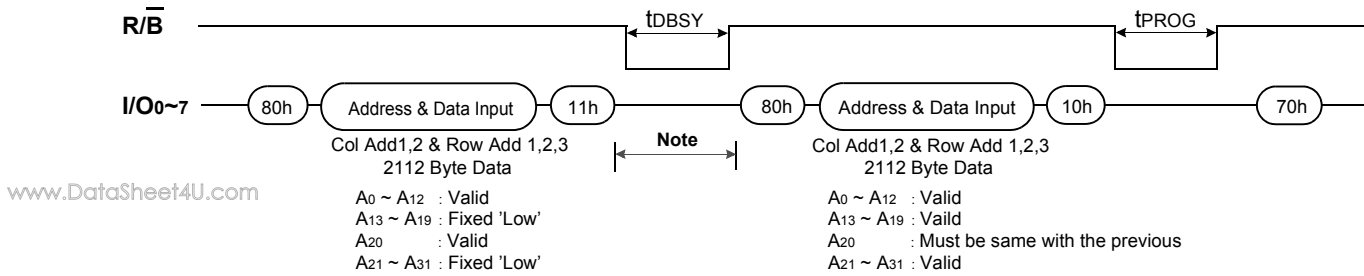 R/B tDBSY tPROG
I/O0~7 80h Address & Data Input 11h 80h Address & Data Input 10h 70h
Col Add1,2 & Row Add 1,2,3 Note Col Add1,2 & Row Add 1,2,3
2112 Byte Data 2112 Byte Data
www.DataSheet4U.com
A0 ~ A12 : Valid A0 ~ A12 : Valid
A13 ~ A19 : Fixed 'Low' A13 ~ A19 : Vaild
A20 : Valid A20 : Must be same with the previous
A21 ~ A31 : Fixed 'Low' A21 ~ A31 : Valid